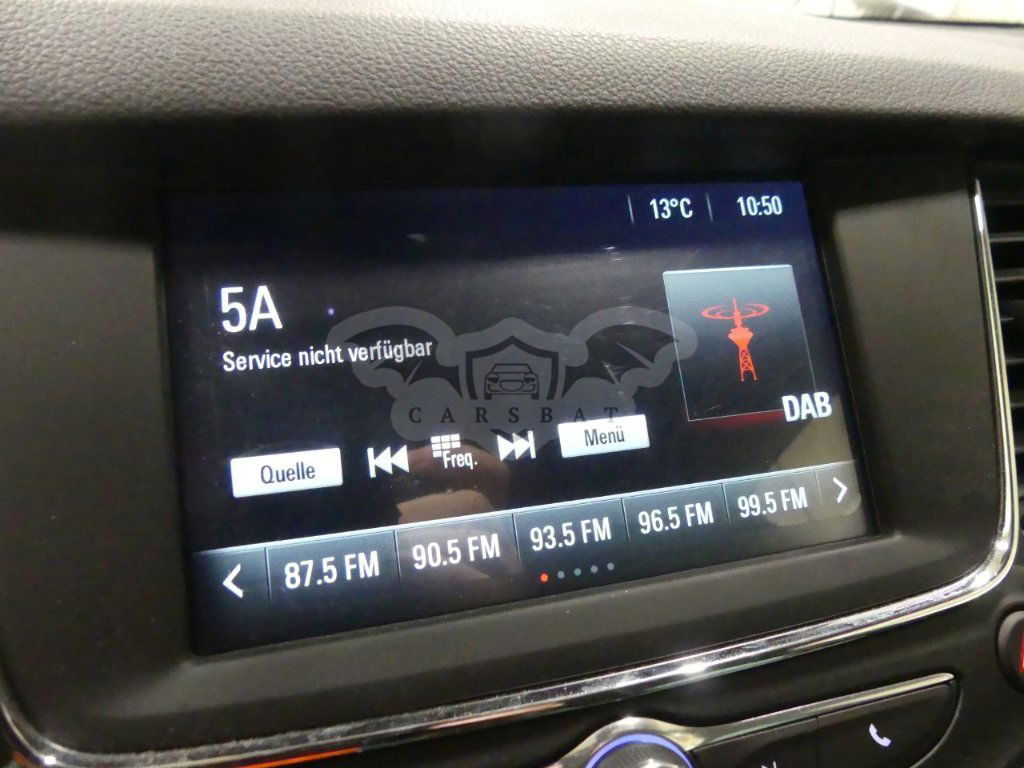 13°C 10:50
5A
Service nicht verfügbar
CARSBAT
DAB
Quelle Freq. Menü
87.5 FM 90.5 FM 93.5 FM 96.5 FM 99.5 FM